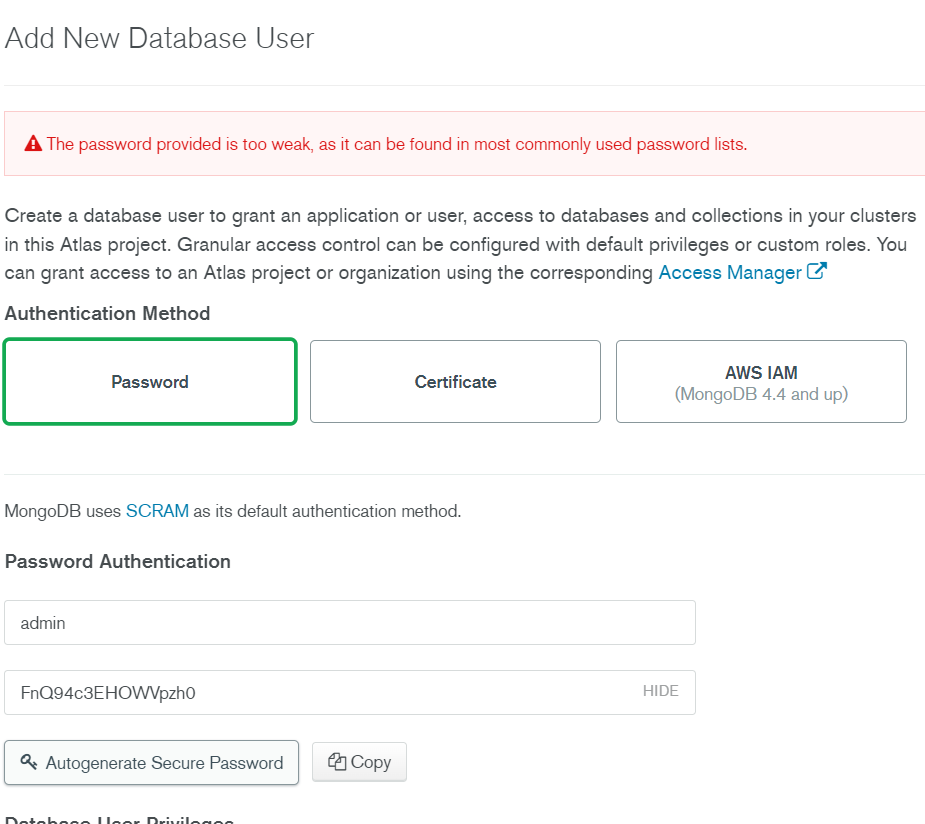 Add New Database User
The password provided is too weak, as it can be found in most commonly used password lists.
Create a database user to grant an application or user, access to databases and collections in your clusters
in this Atlas project. Granular access control can be configured with default privileges or custom roles. You
can grant access to an Atlas project or organization using the corresponding Access Manager
Authentication Method
Password
Certificate
AWS IAM
(MongoDB 4.4 and up)
MongoDB uses SCRAM as its default authentication method.
Password Authentication
admin
FnQ94c3EHOWVpzh0 HIDE
Autogenerate Secure Password
Copy
Database User Privileges